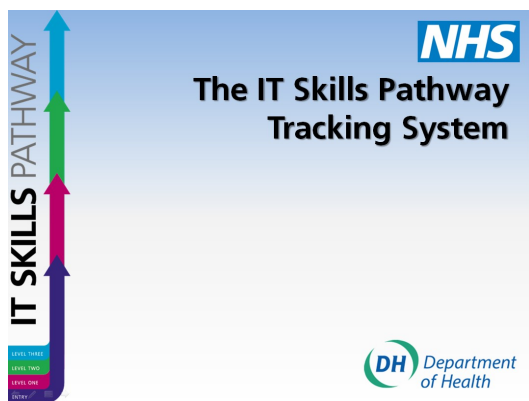 NHS
The IT Skills Pathway
Tracking System
IT SKILLS PATHWAY
LEVEL THREE
LEVEL TWO
LEVEL ONE
ENTRY
DH Department
of Health